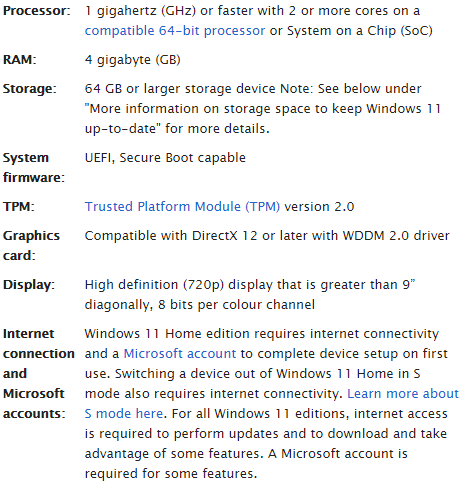 Processor: 1 gigahertz (GHz) or faster with 2 or more cores on a
compatible 64-bit processor or System on a Chip (SoC)
RAM: 4 gigabyte (GB)
Storage: 64 GB or larger storage device Note: See below under
"More information on storage space to keep Windows 11
up-to-date" for more details.
System UEFI, Secure Boot capable
firmware:
TPM: Trusted Platform Module (TPM) version 2.0
Graphics Compatible with DirectX 12 or later with WDDM 2.0 driver
card:
Display: High definition (720p) display that is greater than 9”
diagonally, 8 bits per colour channel
Internet Windows 11 Home edition requires internet connectivity
connection and a Microsoft account to complete device setup on first
and use. Switching a device out of Windows 11 Home in S
Microsoft mode also requires internet connectivity. Learn more about
accounts: S mode here. For all Windows 11 editions, internet access
is required to perform updates and to download and take
advantage of some features. A Microsoft account is
required for some features.